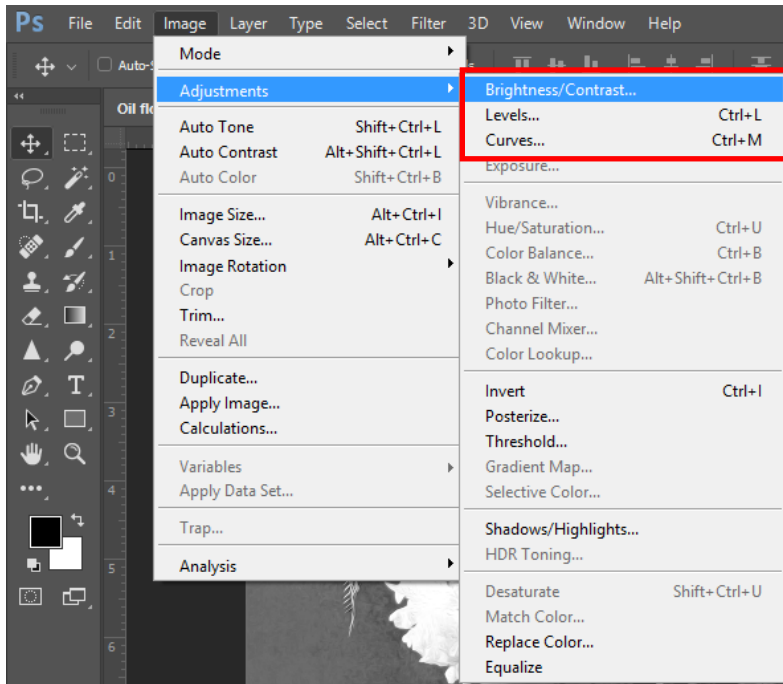 Ps File Edit Image Layer Type Select Filter 3D View Window Help
Auto-S
Oil flo
Mode
Adjustments
Auto Tone Shift+Ctrl+L
Auto Contrast Alt+Shift+Ctrl+L
Auto Color Shift+Ctrl+B
Image Size... Alt+Ctrl+I
Canvas Size... Alt+Ctrl+C
Image Rotation
Crop
Trim...
Reveal All
Duplicate...
Apply Image...
Calculations...
Variables
Apply Data Set...
Trap...
Analysis
Brightness/Contrast...
Levels... Ctrl+L
Curves... Ctrl+M
Exposure...
Vibrance...
Hue/Saturation... Ctrl+U
Color Balance... Ctrl+B
Black & White... Alt+Shift+Ctrl+B
Photo Filter...
Channel Mixer...
Color Lookup...
Invert Ctrl+I
Posterize...
Threshold...
Gradient Map...
Selective Color...
Shadows/Highlights...
HDR Toning...
Desaturate Shift+Ctrl+U
Match Color...
Replace Color...
Equalize
0
1
2
3
4
5
6